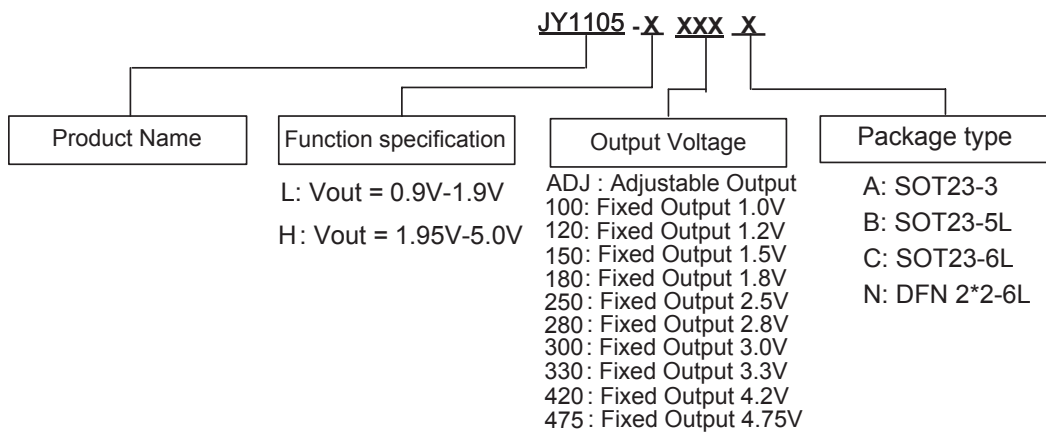 JY1105 -X XXX X
Product Name
Function specification
L: Vout = 0.9V-1.9V
H: Vout = 1.95V-5.0V
Output Voltage
ADJ : Adjustable Output
100: Fixed Output 1.0V
120: Fixed Output 1.2V
150: Fixed Output 1.5V
180: Fixed Output 1.8V
250: Fixed Output 2.5V
280: Fixed Output 2.8V
300: Fixed Output 3.0V
330: Fixed Output 3.3V
420: Fixed Output 4.2V
475: Fixed Output 4.75V
Package type
A: SOT23-3
B: SOT23-5L
C: SOT23-6L
N: DFN 2*2-6L